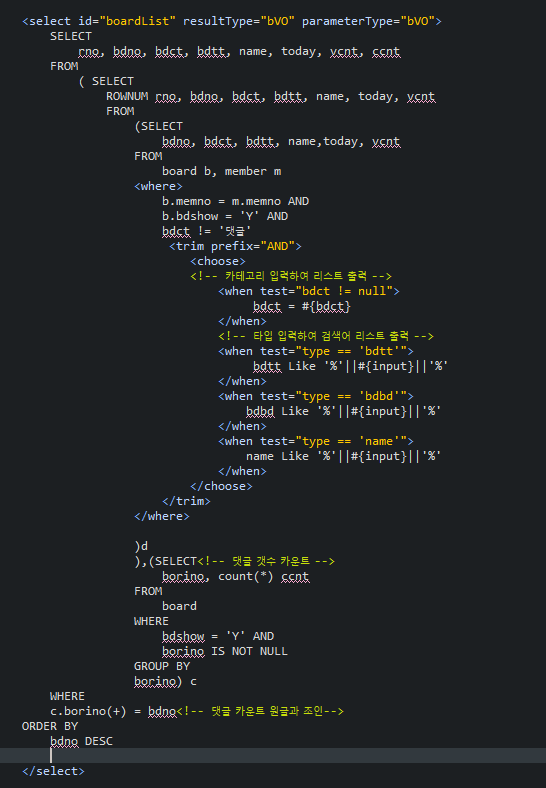 <select id="boardList" resultType="bVO" parameterType="bVO">
SELECT
rno, bdno, bdct, bdtt, name, today, vcnt, ccnt
FROM
( SELECT
ROWNUM rno, bdno, bdct, bdtt, name, today, vcnt
FROM
(SELECT
bdno, bdct, bdtt, name,today, vcnt
FROM
board b, member m
<where>
b.memno = m.memno AND
b.bdshow = 'Y' AND
bdct != '댓글'
<trim prefix="AND">
<choose>
<!-- 카테고리 입력하여 리스트 출력 -->
<when test="bdct != null">
bdct = #{bdct}
</when>
<!-- 타입 입력하여 검색어 리스트 출력 -->
<when test="type == 'bdtt'">
bdtt Like '%'||#{input}||'%'
</when>
<when test="type == 'bdbd'">
bdbd Like '%'||#{input}||'%'
</when>
<when test="type == 'name'">
name Like '%'||#{input}||'%'
</when>
</choose>
</trim>
</where>
)d
),(SELECT<!-- 댓글 갯수 카운트 -->
borino, count(*) ccnt
FROM
board
WHERE
bdshow = 'Y' AND
borino IS NOT NULL
GROUP BY
borino) c
WHERE
c.borino(+) = bdno<!-- 댓글 카운트 원글과 조인-->
ORDER BY
bdno DESC
</select>